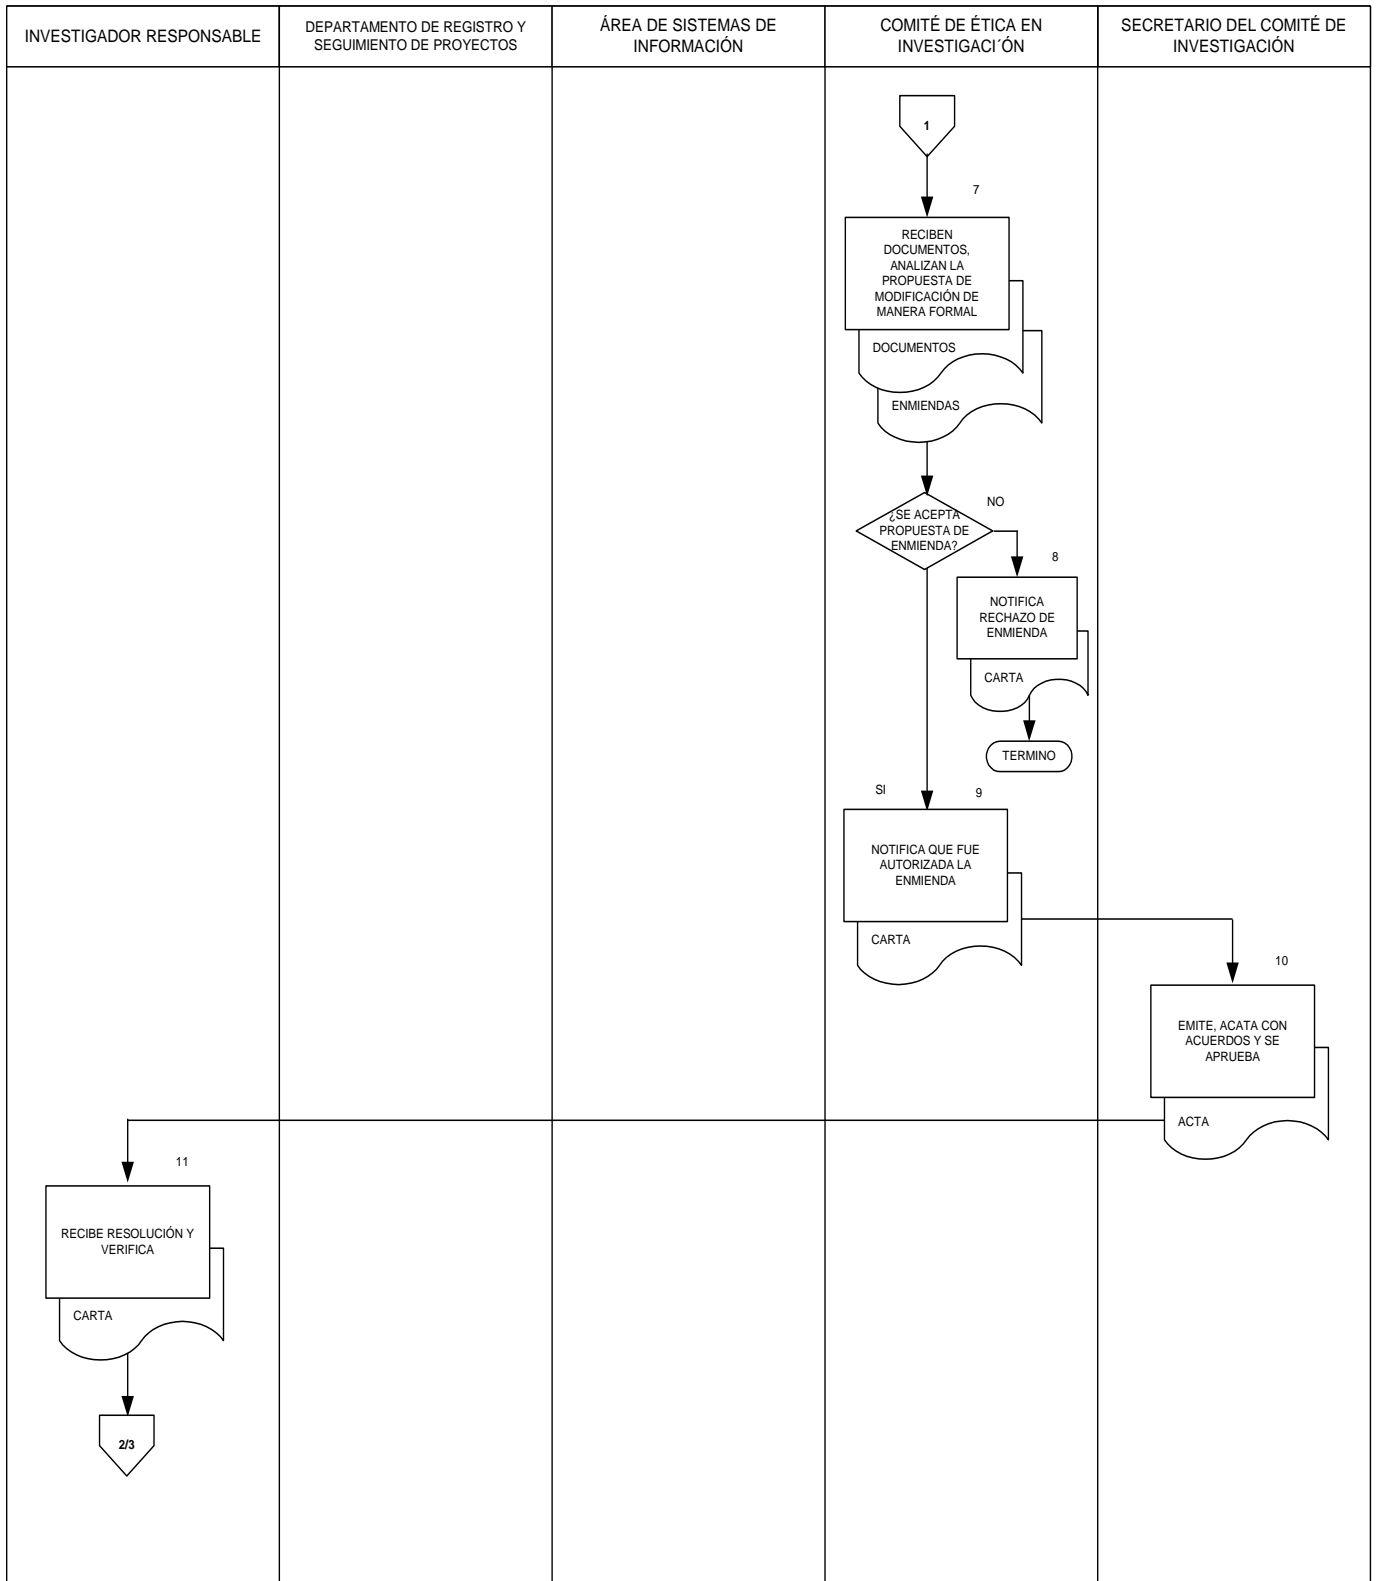 INVESTIGADOR RESPONSABLE
DEPARTAMENTO DE REGISTRO Y
SEGUIMIENTO DE PROYECTOS
ÁREA DE SISTEMAS DE
INFORMACIÓN
COMITÉ DE ÉTICA EN
INVESTIGACI´ÓN
SECRETARIO DEL COMITÉ DE
INVESTIGACIÓN
1
7
RECIBEN
DOCUMENTOS,
ANALIZAN LA
PROPUESTA DE
MODIFICACIÓN DE
MANERA FORMAL
DOCUMENTOS
ENMIENDAS
¿SE ACEPTA
PROPUESTA DE
ENMIENDA?
NO
8
NOTIFICA
RECHAZO DE
ENMIENDA
CARTA
TERMINO
SI
9
NOTIFICA QUE FUE
AUTORIZADA LA
ENMIENDA
CARTA
10
EMITE, ACATA CON
ACUERDOS Y SE
APRUEBA
ACTA
11
RECIBE RESOLUCIÓN Y
VERIFICA
CARTA
2/3